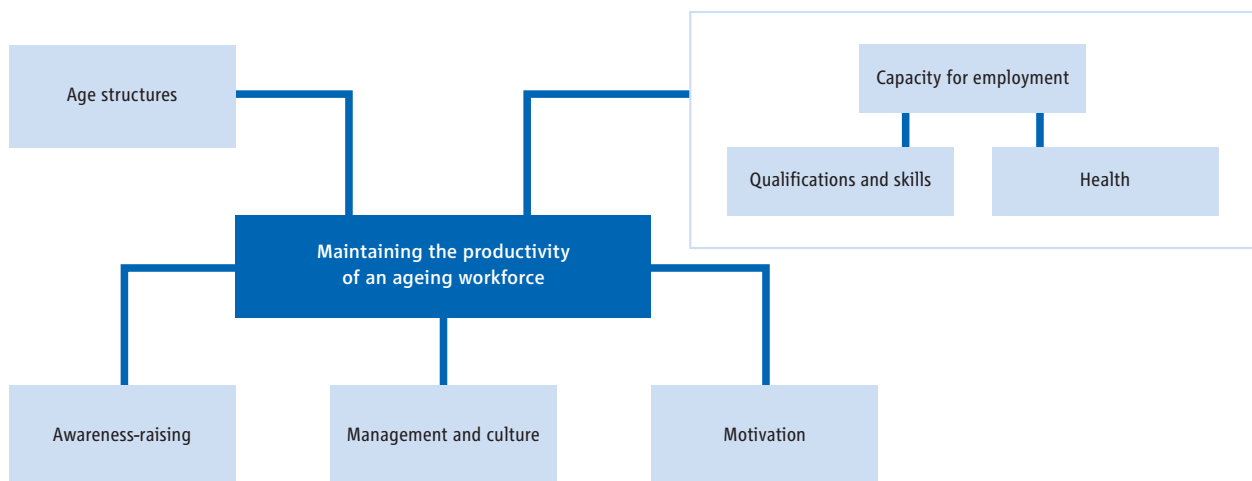 Age structures
Capacity for employment
Qualifications and skills
Health
Maintaining the productivity
of an ageing workforce
Awareness-raising
Management and culture
Motivation